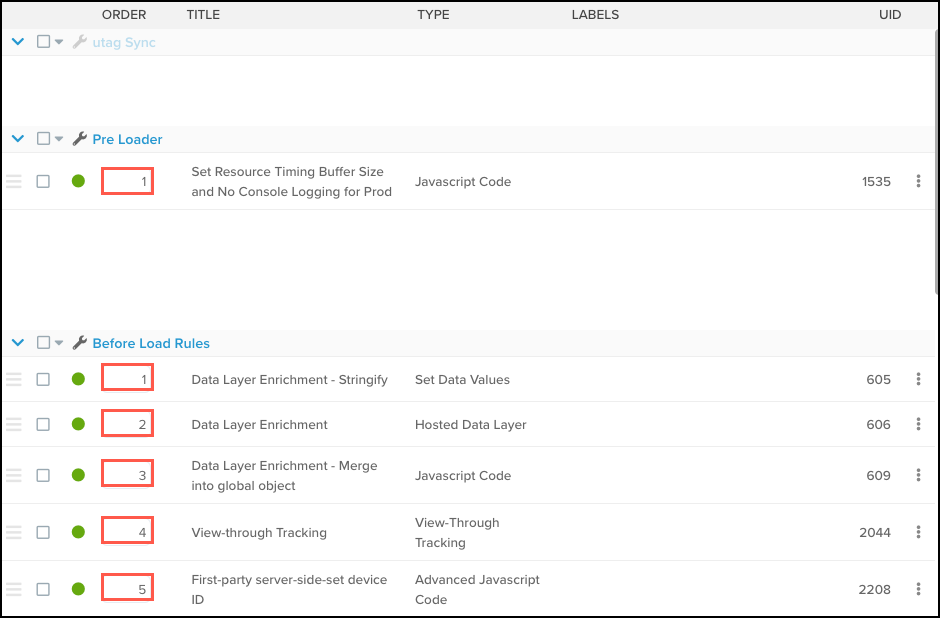 ORDER TITLE TYPE LABELS UID
utag Sync
Pre Loader
1 Set Resource Timing Buffer Size and No Console Logging for Prod Javascript Code 1535
Before Load Rules
1 Data Layer Enrichment - Stringify Set Data Values 605
2 Data Layer Enrichment Hosted Data Layer 606
3 Data Layer Enrichment - Merge into global object Javascript Code 609
4 View-through Tracking View-Through Tracking 2044
5 First-party server-side-set device ID Advanced Javascript Code 2208